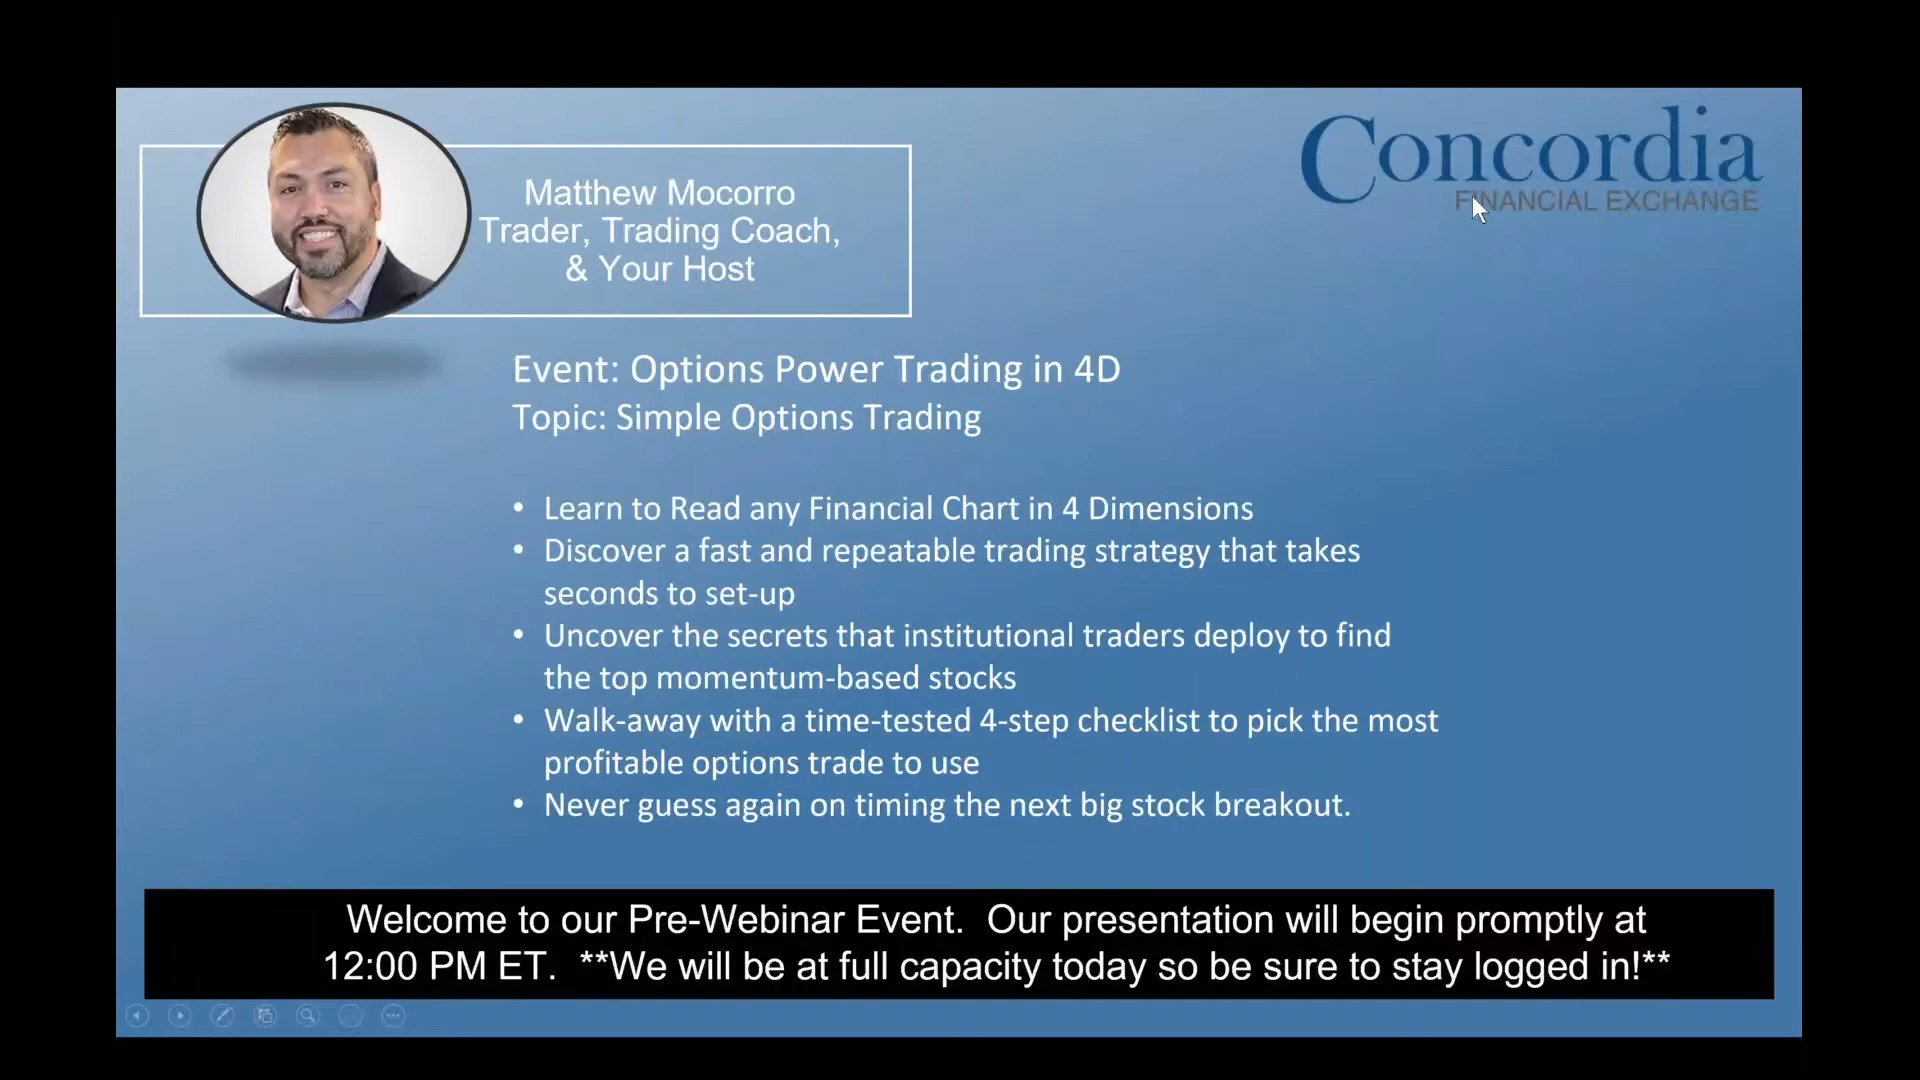 Concordia
FINANCIAL EXCHANGE
Matthew Mocorro
Trader, Trading Coach,
& Your Host
Event: Options Power Trading in 4D
Topic: Simple Options Trading
• Learn to Read any Financial Chart in 4 Dimensions
• Discover a fast and repeatable trading strategy that takes
seconds to set-up
• Uncover the secrets that institutional traders deploy to find
the top momentum-based stocks
• Walk-away with a time-tested 4-step checklist to pick the most
profitable options trade to use
• Never guess again on timing the next big stock breakout.
Welcome to our Pre-Webinar Event.  Our presentation will begin promptly at
12:00 PM ET.  **We will be at full capacity today so be sure to stay logged in!**